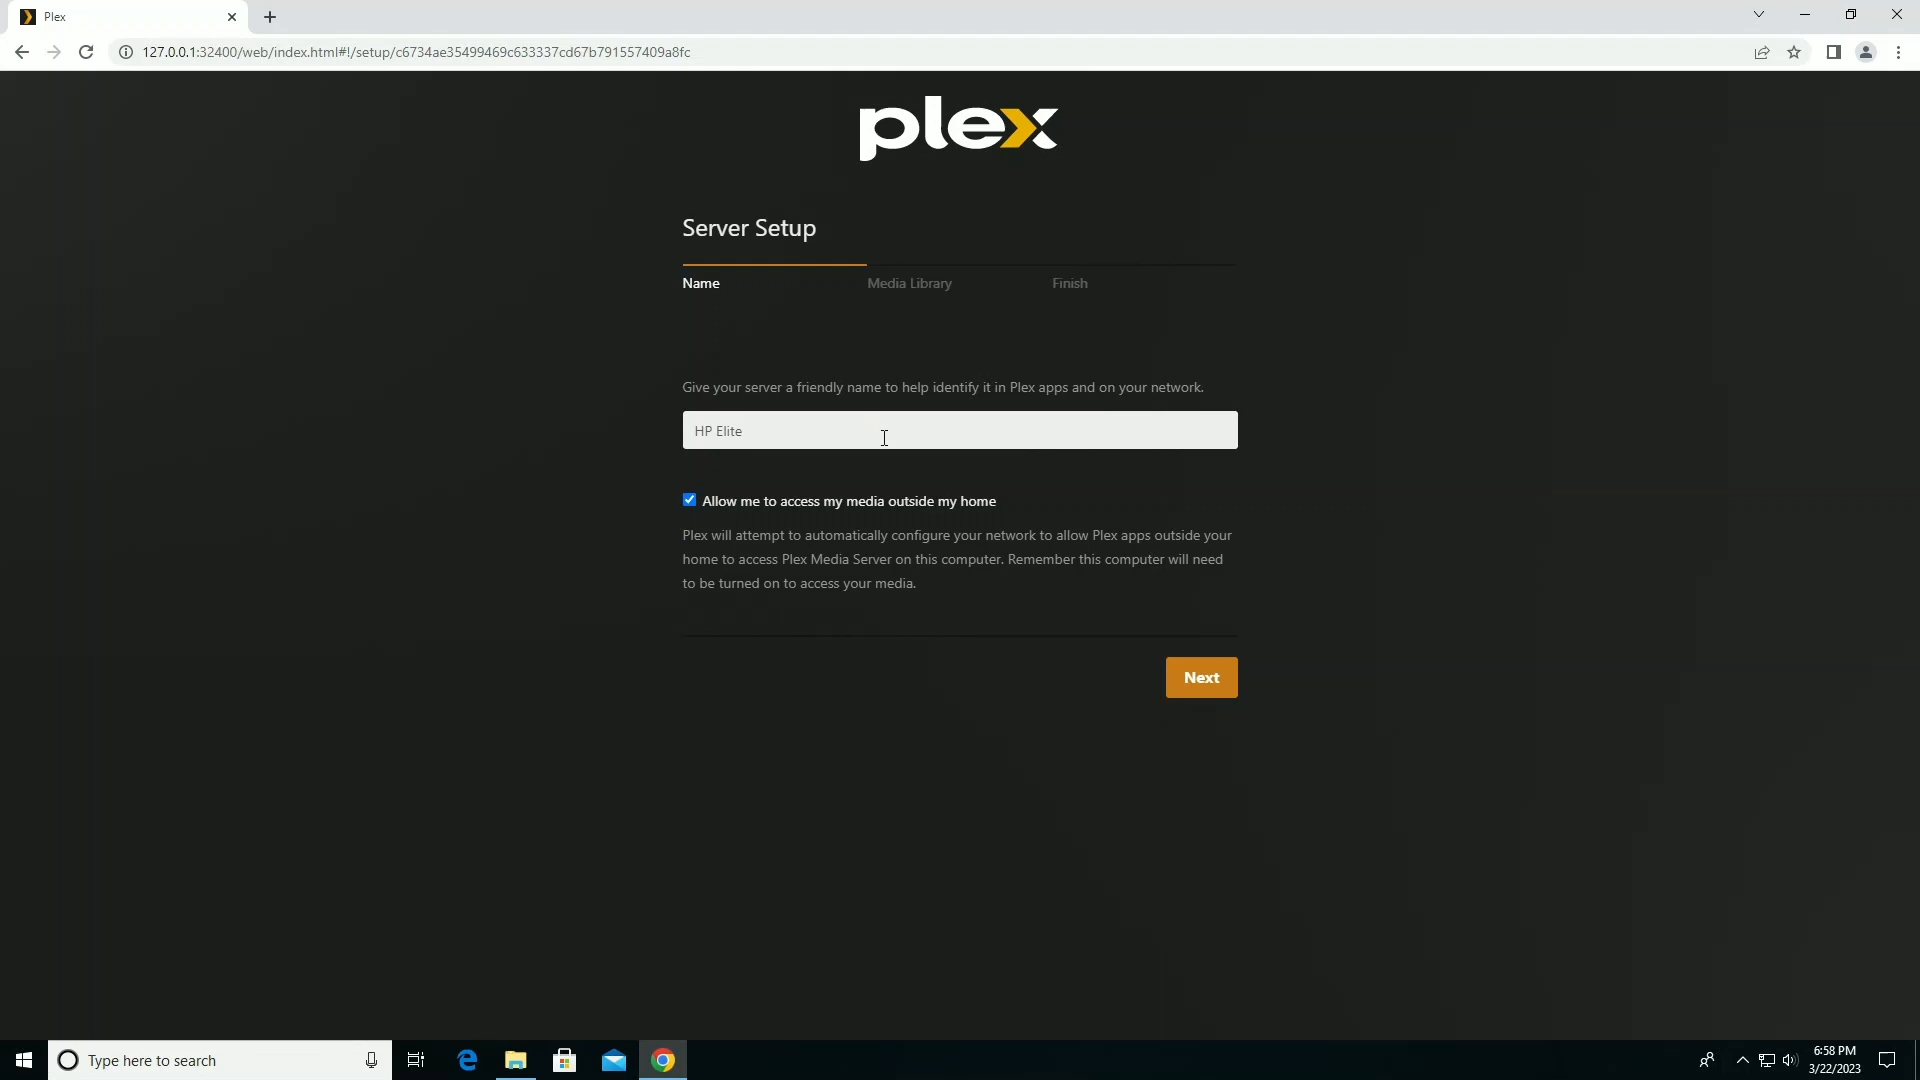 Plex
127.0.0.1:32400/web/index.html#!/setup/c6734ae35499469c633337cd67b791557409a8fc
plex
Server Setup
Name
Media Library
Finish
Give your server a friendly name to help identify it in Plex apps and on your network.
HP Elite
Allow me to access my media outside my home
Plex will attempt to automatically configure your network to allow Plex apps outside your
home to access Plex Media Server on this computer. Remember this computer will need
to be turned on to access your media.
Next
Type here to search
6:58 PM
3/22/2023